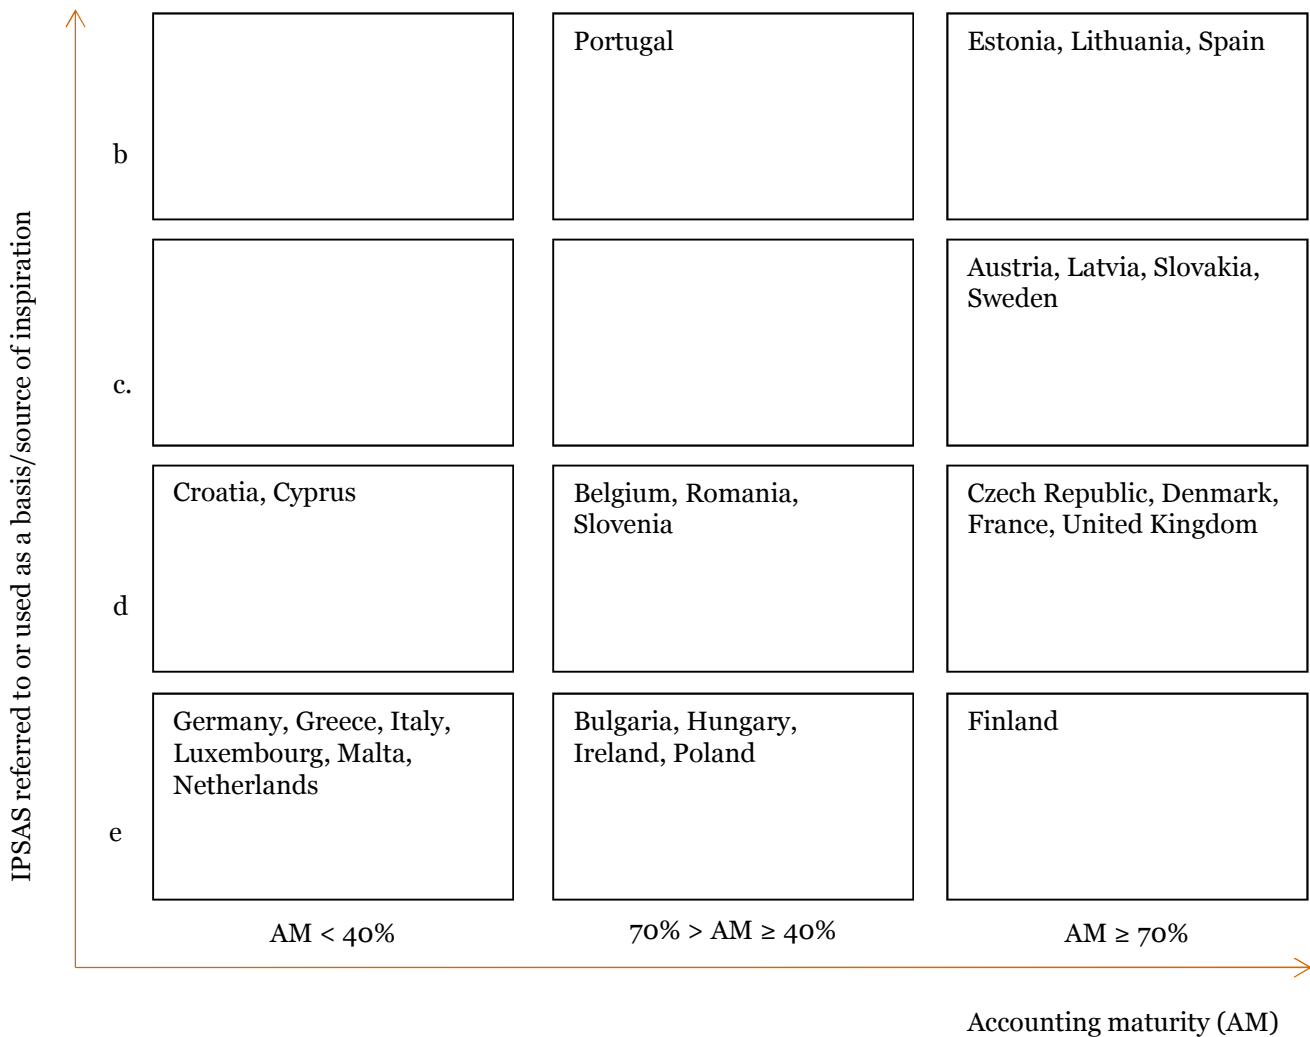 IPSAS referred to or used as a basis/source of inspiration
b
Portugal
Estonia, Lithuania, Spain
c.
Austria, Latvia, Slovakia,
Sweden
d
Croatia, Cyprus
Belgium, Romania,
Slovenia
Czech Republic, Denmark,
France, United Kingdom
e
Germany, Greece, Italy,
Luxembourg, Malta,
Netherlands
Bulgaria, Hungary,
Ireland, Poland
Finland
AM < 40%
70% > AM ≥ 40%
AM ≥ 70%
Accounting maturity (AM)